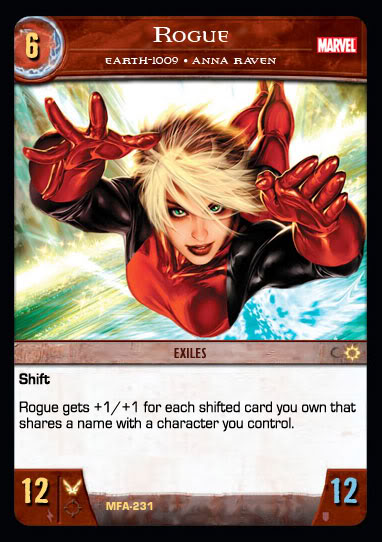 6
ROGUE
MARVEL
EARTH-1009 • ANNA RAVEN
EXILES
Shift
Rogue gets +1/+1 for each shifted card you own that
shares a name with a character you control.
12
MFA-231
12